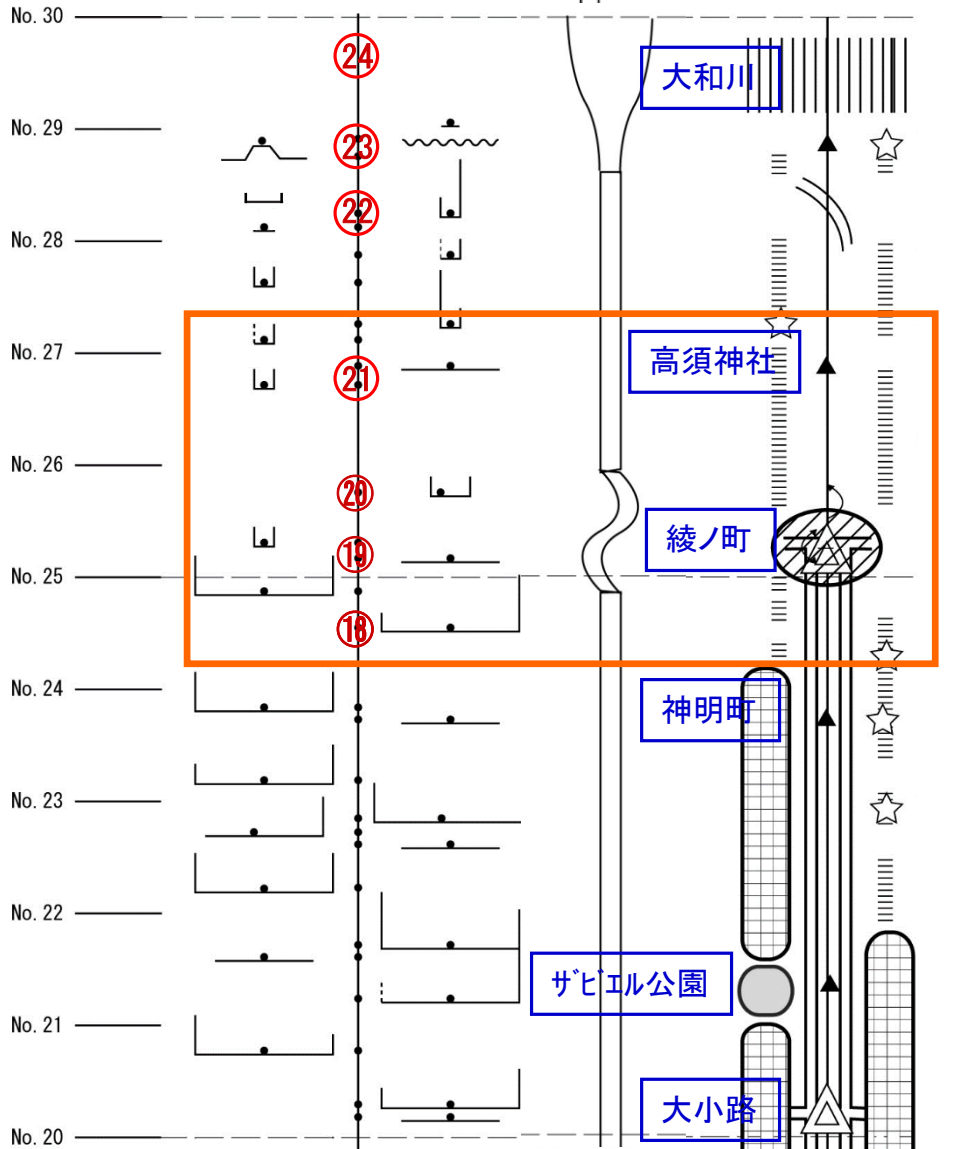 No. 30
㉔
大和川
No. 29
㉓
㉒
No. 28
No. 27
㉑
高須神社
No. 26
⑳
綾ノ町
⑲
No. 25
⑱
No. 24
神明町
No. 23
No. 22
ザビエル公園
No. 21
大小路
No. 20